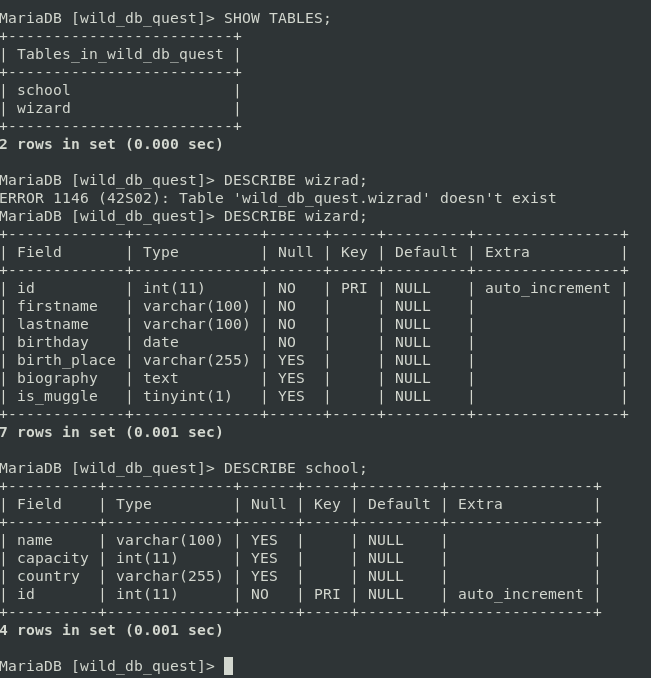 MariaDB [wild_db_quest]> SHOW TABLES;
+-------------------------+
| Tables_in_wild_db_quest |
+-------------------------+
| school                  |
| wizard                  |
+-------------------------+
2 rows in set (0.000 sec)

MariaDB [wild_db_quest]> DESCRIBE wizrad;
ERROR 1146 (42S02): Table 'wild_db_quest.wizrad' doesn't exist
MariaDB [wild_db_quest]> DESCRIBE wizard;
+-------------+--------------+------+-----+---------+----------------+
| Field       | Type         | Null | Key | Default | Extra          |
+-------------+--------------+------+-----+---------+----------------+
| id          | int(11)      | NO   | PRI | NULL    | auto_increment |
| firstname   | varchar(100) | NO   |     | NULL    |                |
| lastname    | varchar(100) | NO   |     | NULL    |                |
| birthday    | date         | NO   |     | NULL    |                |
| birth_place | varchar(255) | YES  |     | NULL    |                |
| biography   | text         | YES  |     | NULL    |                |
| is_muggle   | tinyint(1)   | YES  |     | NULL    |                |
+-------------+--------------+------+-----+---------+----------------+
7 rows in set (0.001 sec)

MariaDB [wild_db_quest]> DESCRIBE school;
+----------+--------------+------+-----+---------+----------------+
| Field    | Type         | Null | Key | Default | Extra          |
+----------+--------------+------+-----+---------+----------------+
| name     | varchar(100) | YES  |     | NULL    |                |
| capacity | int(11)      | YES  |     | NULL    |                |
| country  | varchar(255) | YES  |     | NULL    |                |
| id       | int(11)      | NO   | PRI | NULL    | auto_increment |
+----------+--------------+------+-----+---------+----------------+
4 rows in set (0.001 sec)

MariaDB [wild_db_quest]>